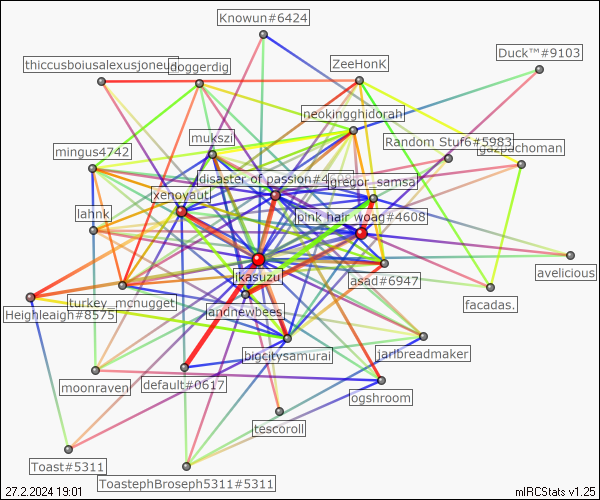 Knowun#6424
Duck™#9103
thiccusboiusalexusjoneu
doggerdig
ZeeHonK
neokingghidorah
mukszil
Random Stuf6#5983
gazpachoman
mingus4742
disaster of passion#4
gregor_samsa
xenoyaut
lahnk
pink hair woag#4608
ikasuzu
asad#6947
avelicious
turkey_mcnugget
facadas.
Heighleaigh#8575
andnewbees
bigcitysamurai
jarlbreadmaker
moonraven
default#0617
ogshroom
tescoroll
Toast#5311
ToastephBroseph5311#5311
27.2.2024 19:01
mIRCStats v1.25